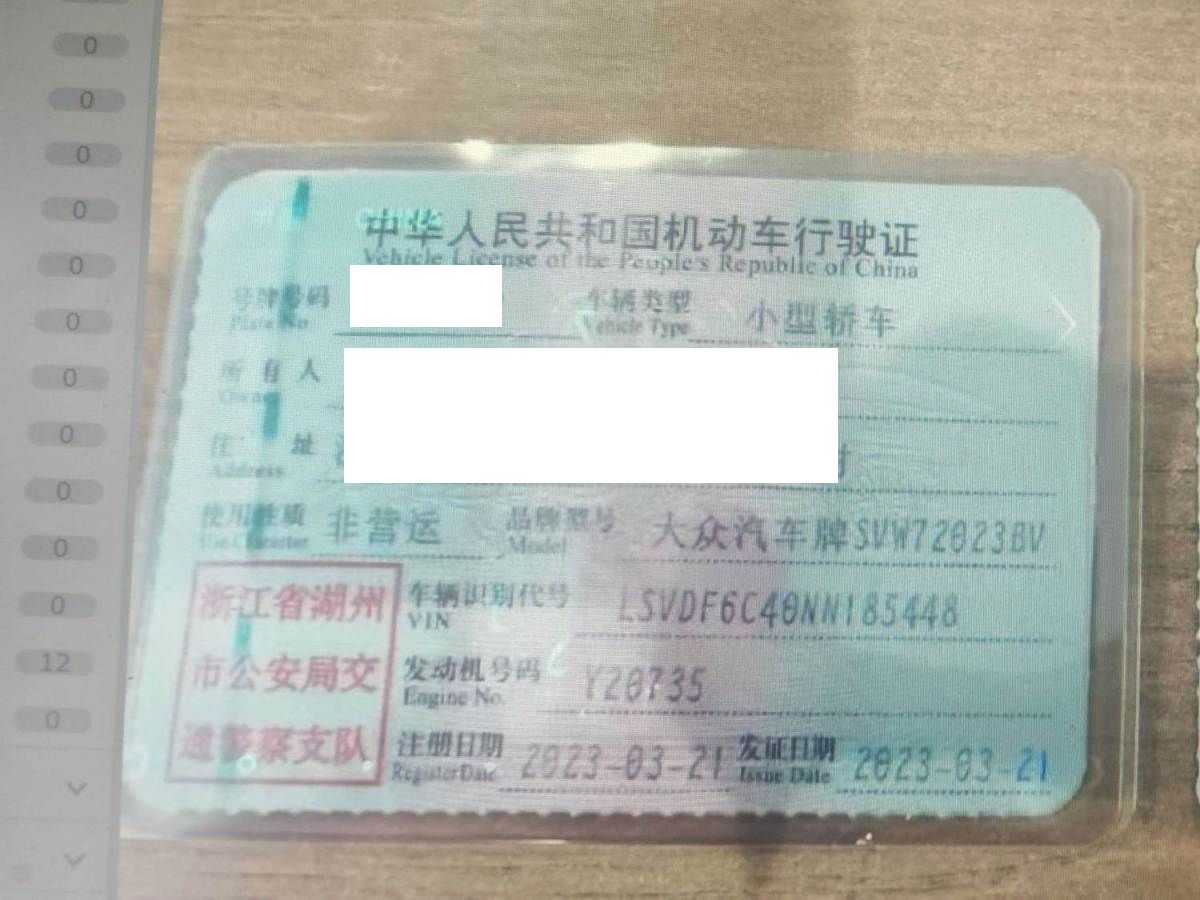 0
0
0
0
0
0
0
0
0
0
0
12
0
中华人民共和国机动车行驶证
Vehicle License of the People's Republic of China
号牌号码 车辆类型 小型轿车
Plate No. Vehicle Type
所有人
Owner
住址
Address
使用性质 非营运 品牌型号 大众汽车牌SVW72023BV
Use Character Model
浙江省湖州 车辆识别代号 LSVDF6C40NN185448
VIN
市公安局交 发动机号码 Y20735
Engine No.
通警察支队 注册日期 2023-03-21 发证日期 2023-03-21
Register Date Issue Date